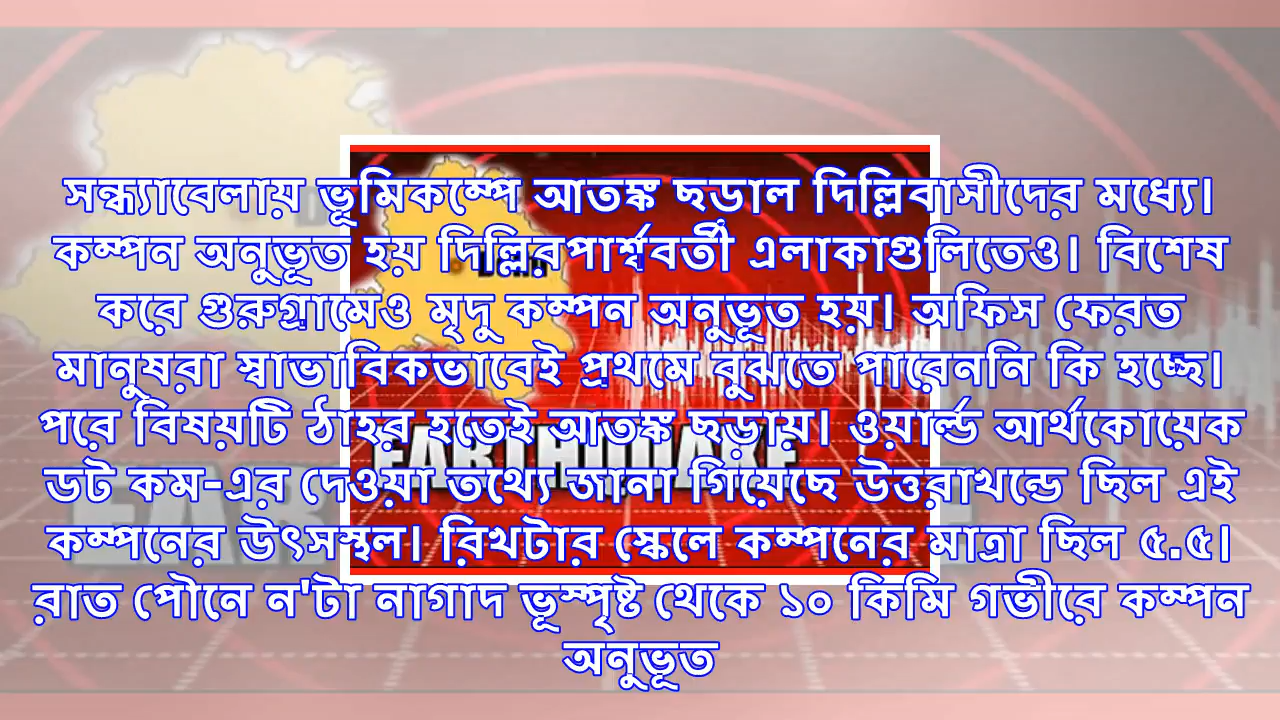 সন্ধ্যাবেলায় ভূমিকম্পে আতঙ্ক ছড়াল দিল্লিবাসীদের মধ্যে।
কম্পন অনুভূত হয় দিল্লিরপার্শ্ববর্তী এলাকাগুলিতেও। বিশেষ
করে গুরুগ্রামেও মৃদু কম্পন অনুভূত হয়। অফিস ফেরত
মানুষরা স্বাভাবিকভাবেই প্রথমে বুঝতে পারেননি কি হচ্ছে।
পরে বিষয়টি ঠাহর হতেই আতঙ্ক ছড়ায়। ওয়ার্ল্ড আর্থকোয়েক
ডট কম-এর দেওয়া তথ্যে জানা গিয়েছে উত্তরাখন্ডে ছিল এই
কম্পনের উৎসস্থল। রিখটার স্কেলে কম্পনের মাত্রা ছিল ৫.৫।
রাত পৌনে ন'টা নাগাদ ভূস্পৃষ্ট থেকে ১০ কিমি গভীরে কম্পন
অনুভূত
EARTHQUAKE